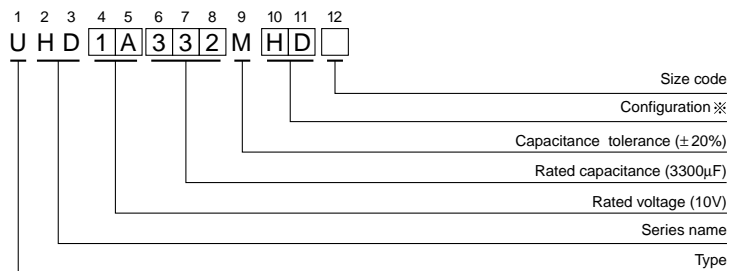 1 2 3 4 5 6 7 8 9 10 11 12
U H D 1 A 3 3 2 M H D
Size code
Configuration ※
Capacitance tolerance (±20%)
Rated capacitance (3300μF)
Rated voltage (10V)
Series name
Type